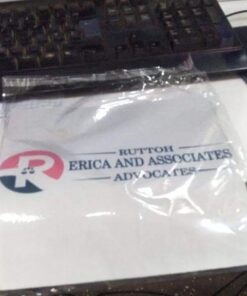 RUTTOH
R ERICA AND ASSOCIATES
ADVOCATES